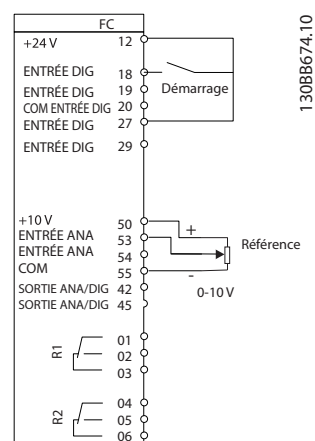 FC
+24 V 12
ENTRÉE DIG 18
ENTRÉE DIG 19
COM ENTRÉE DIG 20
ENTRÉE DIG 27
ENTRÉE DIG 29
Démarrage
+10 V 50
ENTRÉE ANA 53
ENTRÉE ANA 54
COM 55
SORTIE ANA/DIG 42
SORTIE ANA/DIG 45
+
-
Référence
0-10 V
R1
01
02
03
R2
04
05
06
130BB674.10